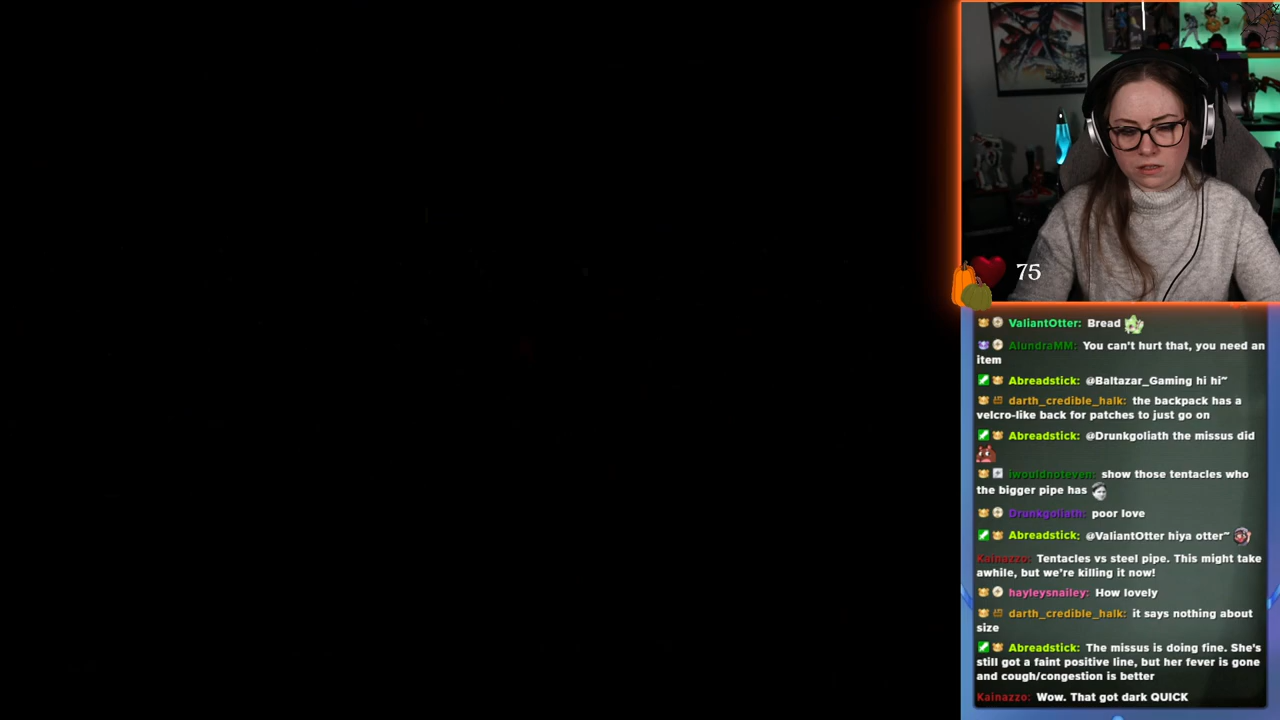 75
ValiantOtter: Bread
AlundraMM: You can't hurt that, you need an
item
Abreadstick: @Baltazar_Gaming hi hi~
darth_credible_halk: the backpack has a
velcro-like back for patches to just go on
Abreadstick: @Drunkgoliath the missus did
iwouldnoteven: show those tentacles who
the bigger pipe has
Drunkgoliath: poor love
Abreadstick: @ValiantOtter hiya otter~
Kainazzo: Tentacles vs steel pipe. This might take
awhile, but we're killing it now!
hayleysnailey: How lovely
darth_credible_halk: it says nothing about
size
Abreadstick: The missus is doing fine. She's
still got a faint positive line, but her fever is gone
and cough/congestion is better
Kainazzo: Wow. That got dark QUICK